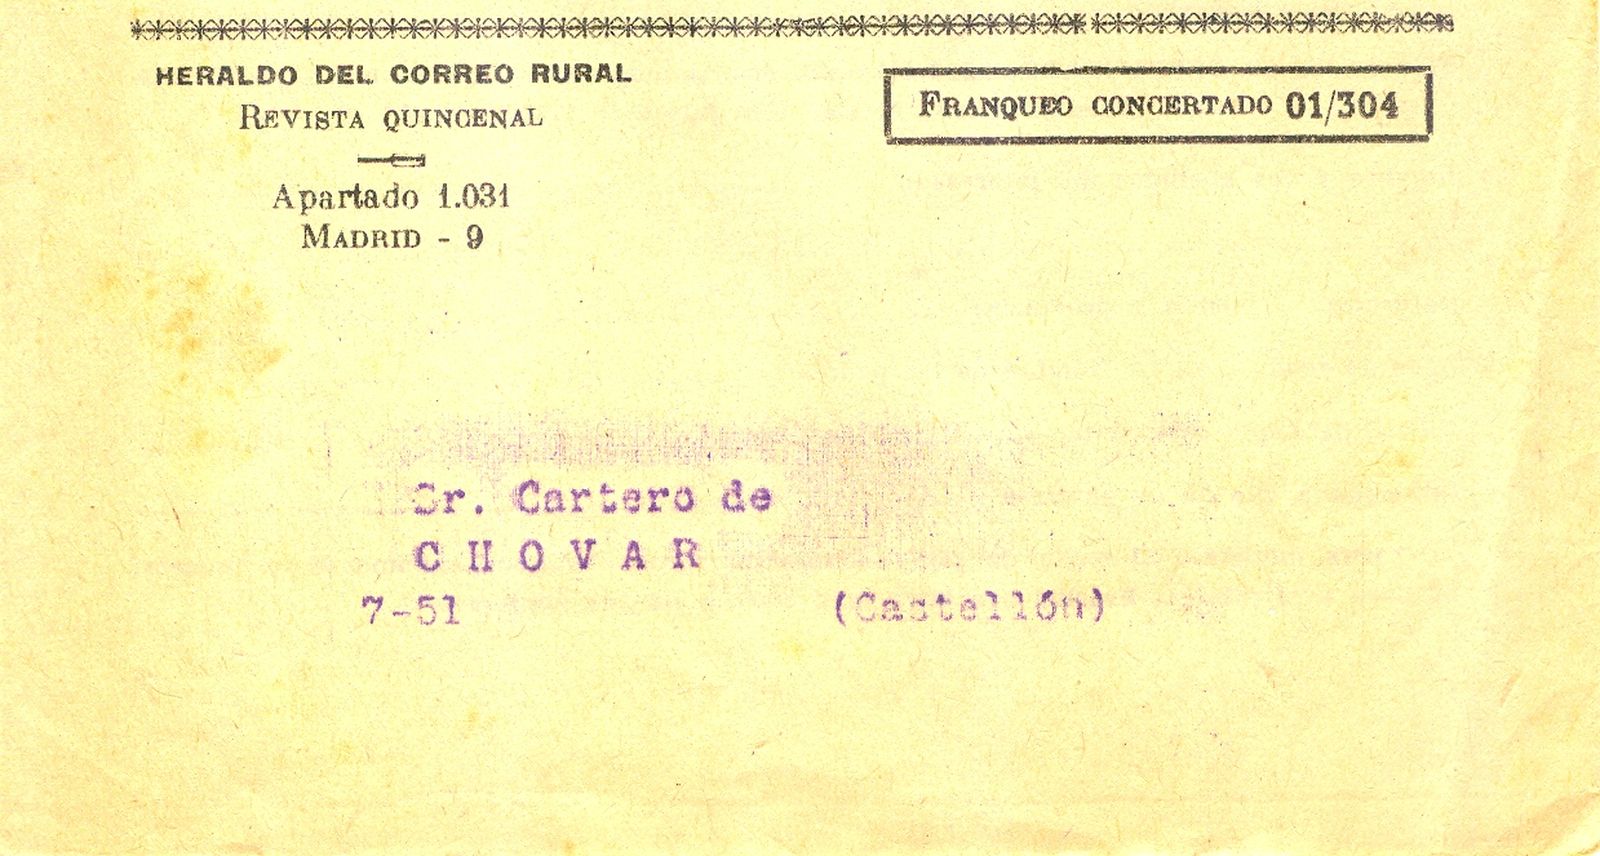 HERALDO DEL CORREO RURAL
REVISTA QUINCENAL
Apartado 1.031
MADRID - 9
FRANQUEO CONCERTADO 01/304
Sr. Cartero de
C H O V A R
7-51 (Castellón)